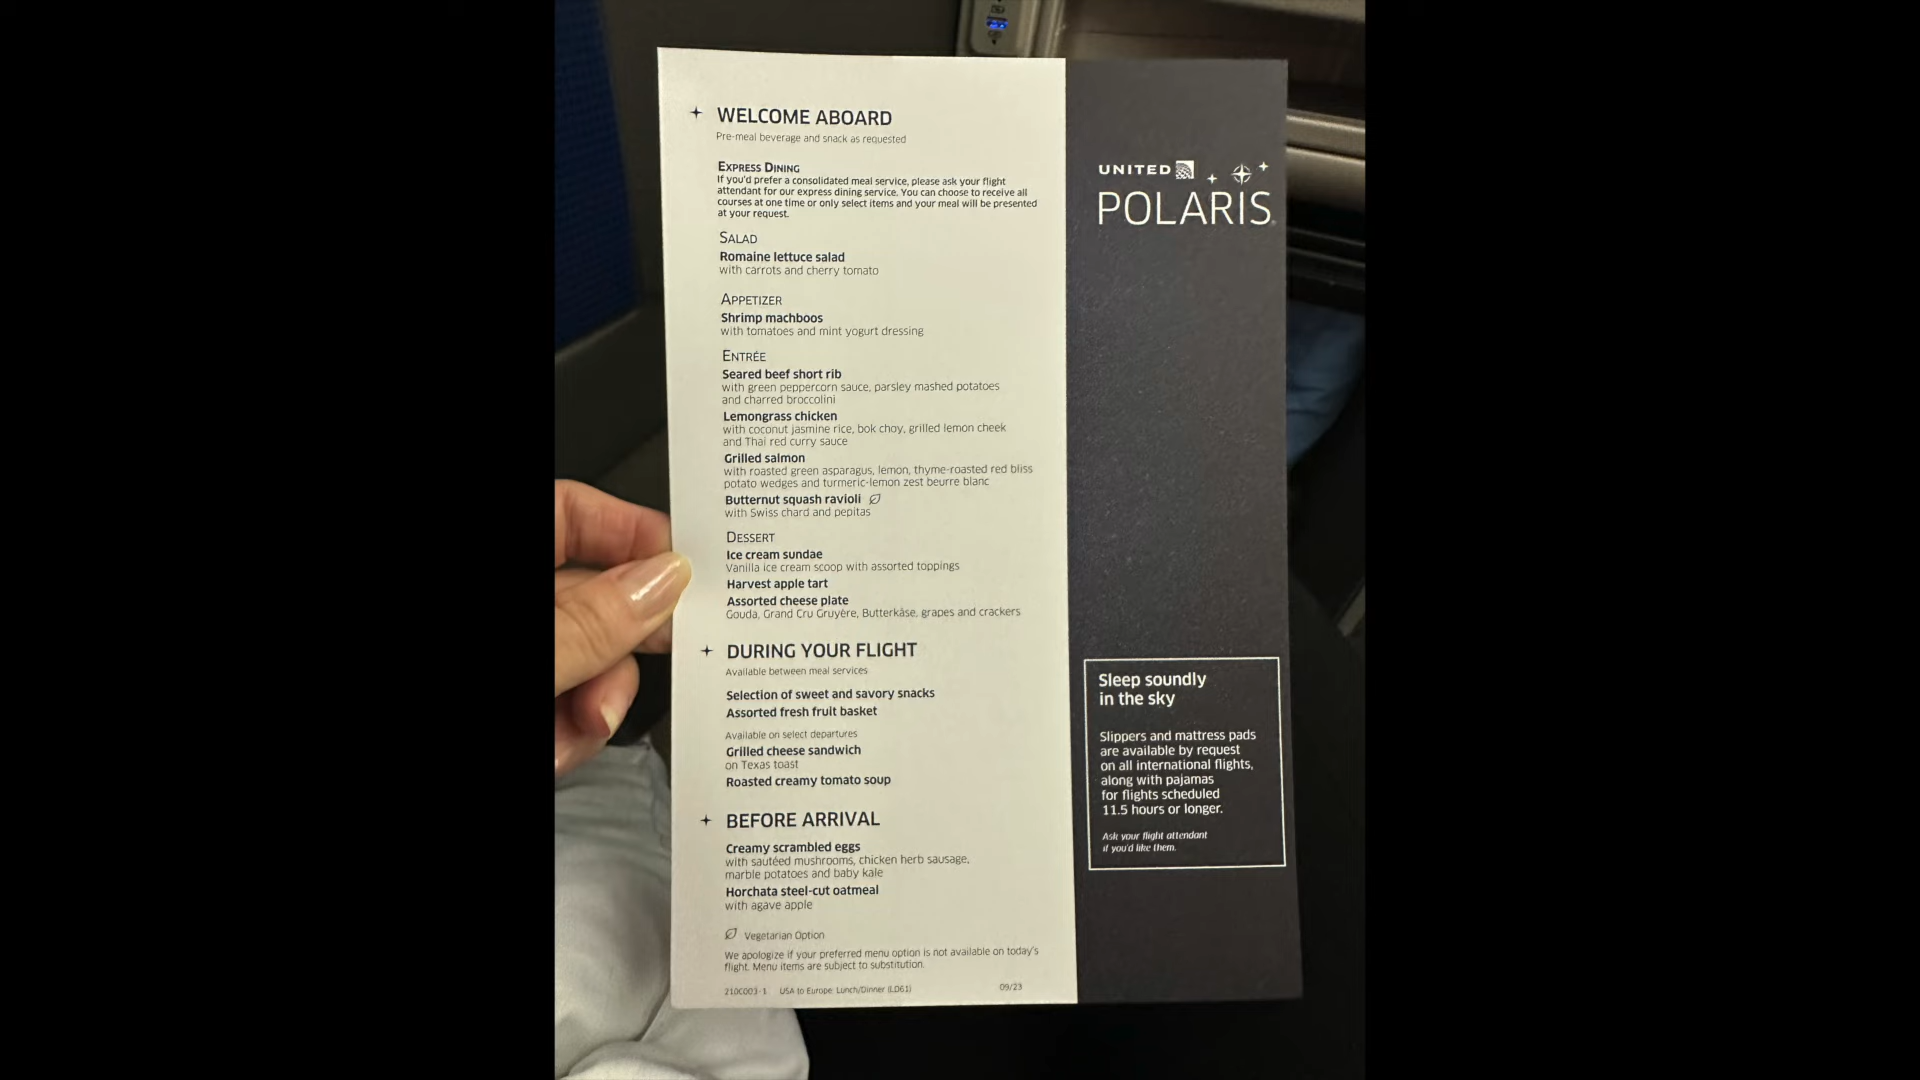 WELCOME ABOARD
Pre-meal beverage and snack as requested
EXPRESS DINING
If you'd prefer a consolidated meal service, please ask your flight
attendant for our express dining service. You can choose to receive all
courses at one time or only select items and your meal will be presented
at your request.
SALAD
Romaine lettuce salad
with carrots and cherry tomato
APPETIZER
Shrimp machboos
with tomatoes and mint yogurt dressing
ENTRÉE
Seared beef short rib
with green peppercorn sauce, parsley mashed potatoes
and charred broccolini
Lemongrass chicken
with coconut jasmine rice, bok choy, grilled lemon cheek
and Thai red curry sauce
Grilled salmon
with roasted green asparagus, lemon, thyme-roasted red bliss
potato wedges and turmeric-lemon zest beurre blanc
Butternut squash ravioli
with Swiss chard and pepitas
DESSERT
Ice cream sundae
Vanilla ice cream scoop with assorted toppings
Harvest apple tart
Assorted cheese plate
Gouda, Grand Cru Gruyère, Butterkäse, grapes and crackers
DURING YOUR FLIGHT
Available between meal services
Selection of sweet and savory snacks
Assorted fresh fruit basket
Available on select departures
Grilled cheese sandwich
on Texas toast
Roasted creamy tomato soup
BEFORE ARRIVAL
Creamy scrambled eggs
with sautéed mushrooms, chicken herb sausage,
marble potatoes and baby kale
Horchata steel-cut oatmeal
with agave apple
Vegetarian Option
We apologize if your preferred menu option is not available on today's
flight. Menu items are subject to substitution.
210C003-1 USA to Europe: Lunch/Dinner (LD61) 09/23
UNITED
POLARIS
Sleep soundly
in the sky
Slippers and mattress pads
are available by request
on all international flights,
along with pajamas
for flights scheduled
11.5 hours or longer.
Ask your flight attendant
if you'd like them.